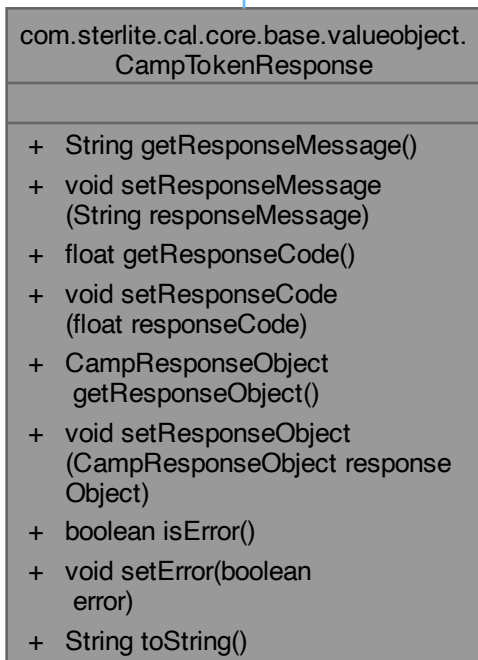 com.sterlite.cal.core.base.valueobject.
CampTokenResponse
+ String getResponseMessage()
+ void setResponseMessage
(String responseMessage)
+ float getResponseCode()
+ void setResponseCode
(float responseCode)
+ CampResponseObject
getResponseObject()
+ void setResponseObject
(CampResponseObject response
Object)
+ boolean isError()
+ void setError(boolean
error)
+ String toString()